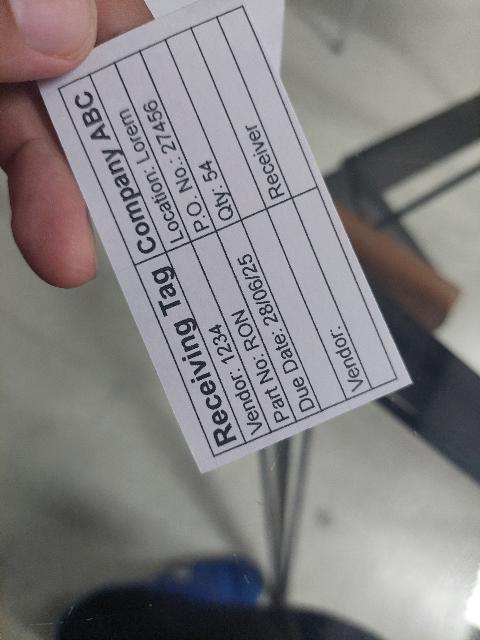 Receiving Tag Company ABC
Vendor: 1234 Location: Lorem
Part No: RON P.O. No.: 27456
Due Date: 28/06/25 Qty: 54
Vendor: Receiver